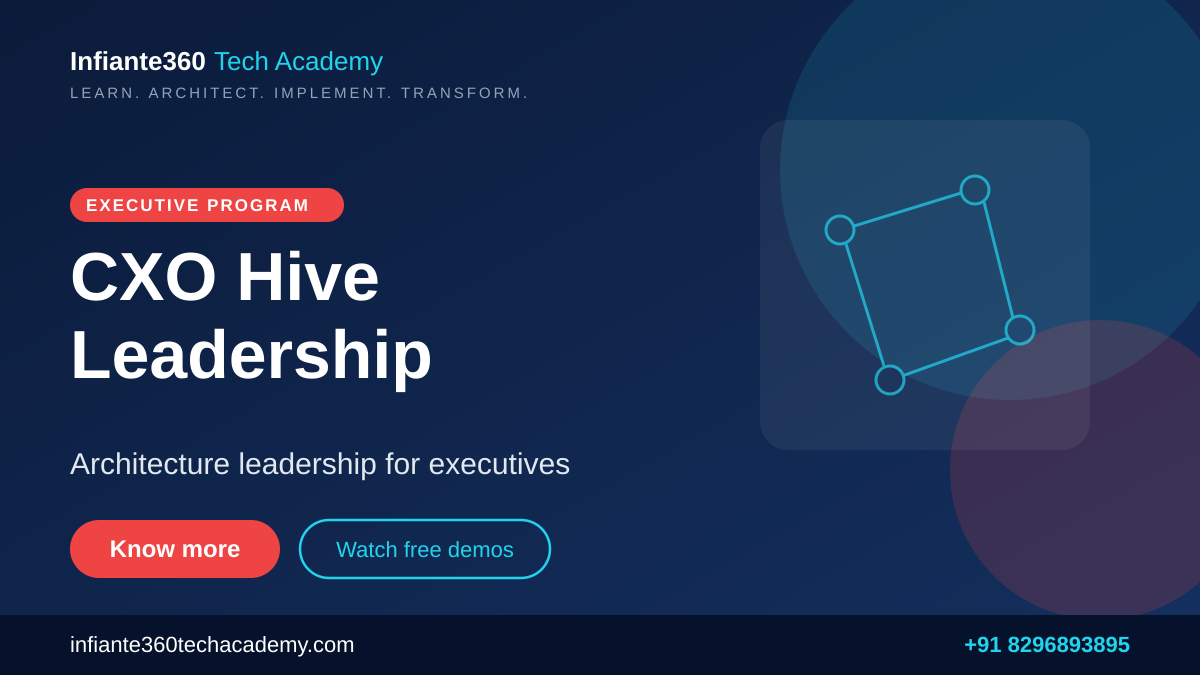 Infiante360 Tech Academy
LEARN. ARCHITECT. IMPLEMENT. TRANSFORM.
EXECUTIVE PROGRAM
CXO Hive
Leadership
Architecture leadership for executives
Know more
Watch free demos
infiante360techacademy.com
+91 8296893895